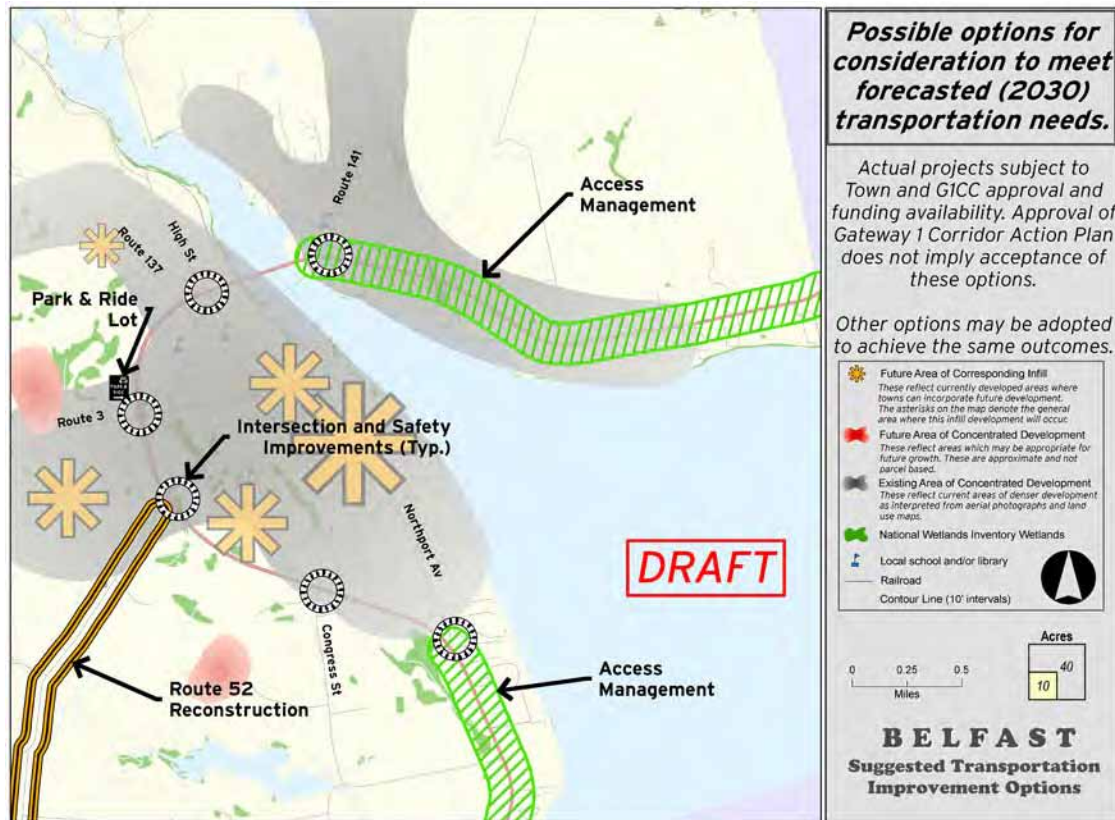 Route 141
Access
Management
High St
Route 137
Park & Ride
Lot
Route 3
Intersection and Safety
Improvements (Typ.)
Northport Av
DRAFT
Congress St
Route 52
Reconstruction
Access
Management
Possible options for
consideration to meet
forecasted (2030)
transportation needs.
Actual projects subject to
Town and G1CC approval and
funding availability. Approval of
Gateway 1 Corridor Action Plan
does not imply acceptance of
these options.
Other options may be adopted
to achieve the same outcomes.
Future Area of Corresponding Infill
These reflect currently developed areas where
towns can incorporate future development.
The asterisks on the map denote the general
area where this infill development will occur.
Future Area of Concentrated Development
These reflect areas which may be appropriate for
future growth. These are approximate and not
parcel based.
Existing Area of Concentrated Development
These reflect current areas of denser development
as interpreted from aerial photographs and land
use maps.
National Wetlands Inventory Wetlands
Local school and/or library
Railroad
Contour Line (10' intervals)
0 0.25 0.5
Miles
Acres
40
10
BELFAST
Suggested Transportation
Improvement Options